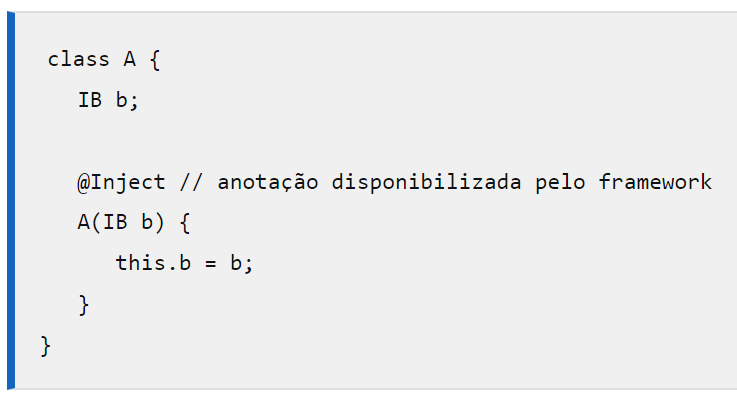 class A {
IB b;
@Inject // anotação disponibilizada pelo framework
A(IB b) {
this.b = b;
}
}